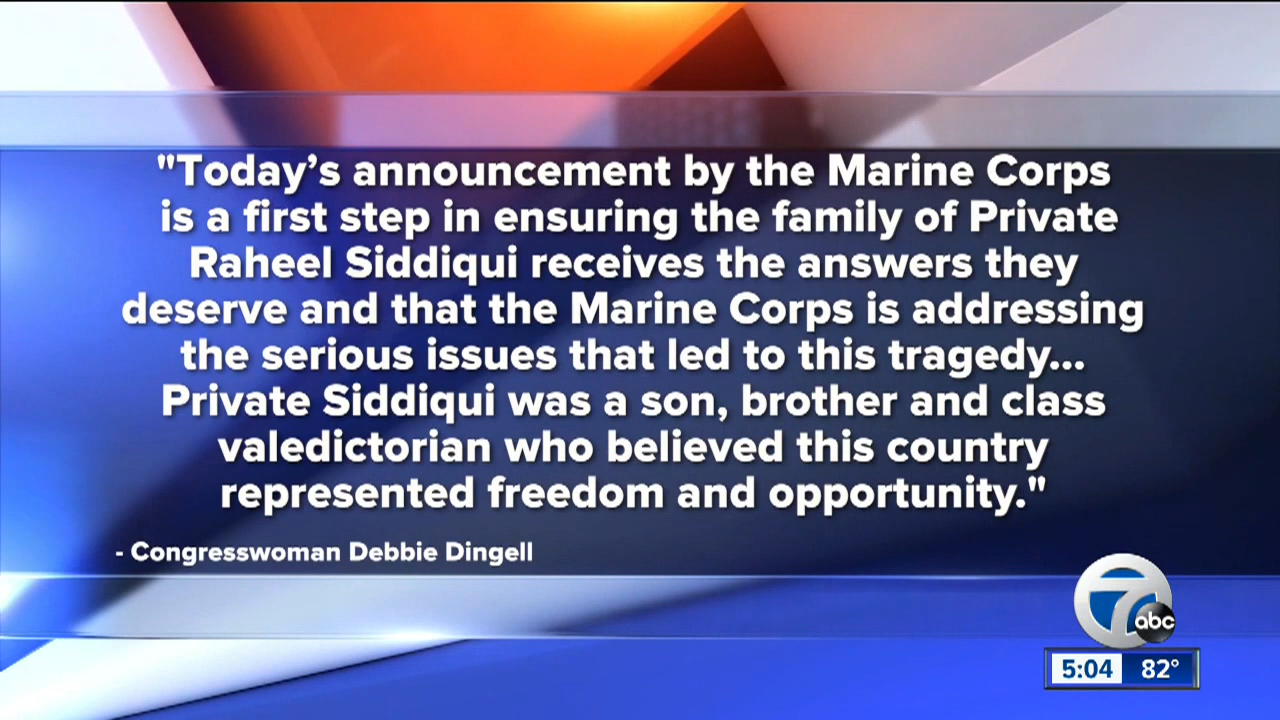 "Today’s announcement by the Marine Corps
is a first step in ensuring the family of Private
Raheel Siddiqui receives the answers they
deserve and that the Marine Corps is addressing
the serious issues that led to this tragedy...
Private Siddiqui was a son, brother and class
valedictorian who believed this country
represented freedom and opportunity."
- Congresswoman Debbie Dingell
7
abc
5:04 82°